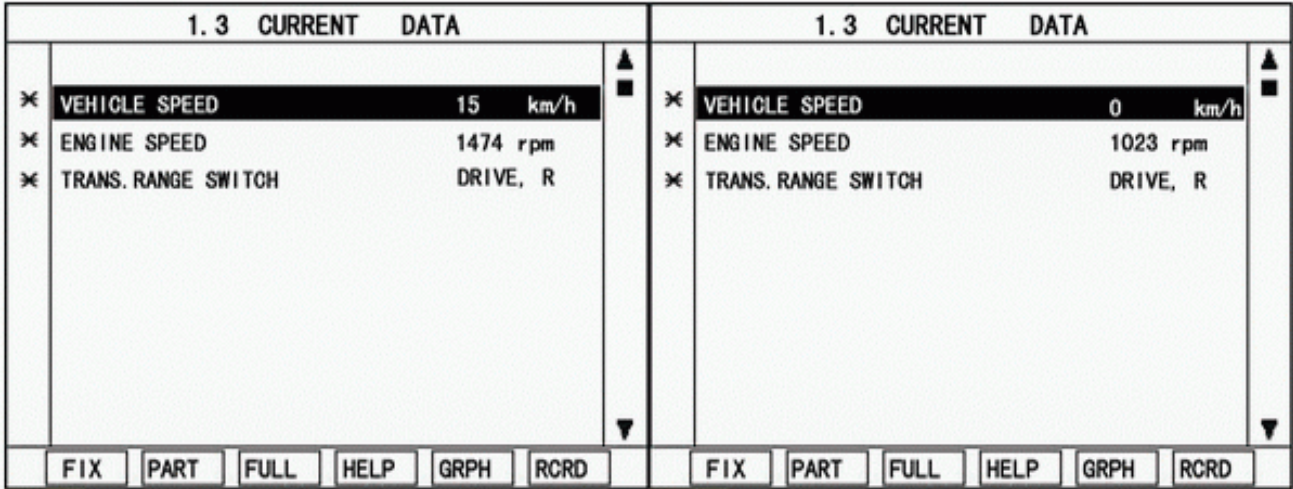 1. 3 CURRENT DATA
VEHICLE SPEED 15 km/h
ENGINE SPEED 1474 rpm
TRANS. RANGE SWITCH DRIVE, R
FIX PART FULL HELP GRPH RCRD
1. 3 CURRENT DATA
VEHICLE SPEED 0 km/h
ENGINE SPEED 1023 rpm
TRANS. RANGE SWITCH DRIVE, R
FIX PART FULL HELP GRPH RCRD